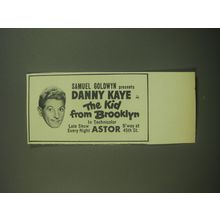 SAMUEL GOLDWYN presents
DANNY KAYE in
The Kid
from Brooklyn
In Technicolor
Late Show
Every Night
ASTOR
B'way at
45th St.